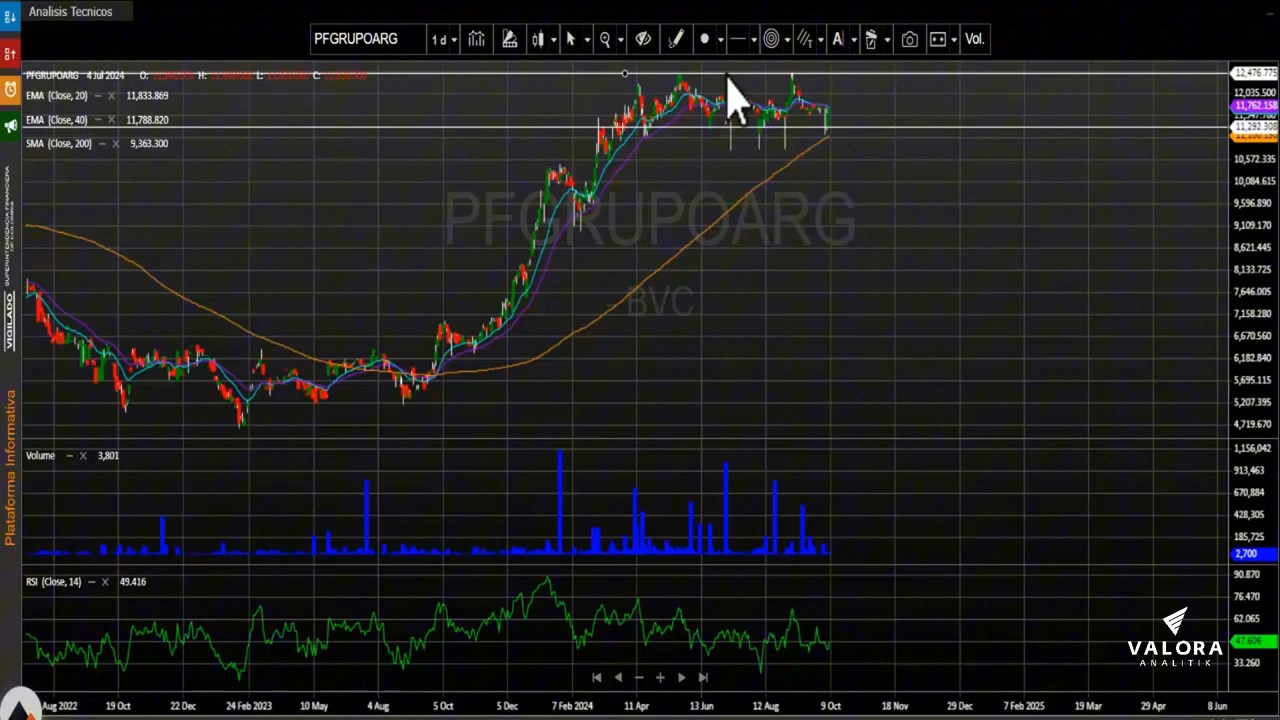 Analisis Tecnicos
PFGRUPOARG
1 d
A
Vol.
PFGRUPOARG 4 Jul 2024 O: H: L: C:
EMA (Close, 20) – X 11,833.869
EMA (Close, 40) – X 11,788.820
SMA (Close, 200) – X 9,363.300
PFGRUPOARG
- BVC
12,476.775
12,035.500
11,762.158
11,292.308
10,572.335
10,084.615
9,596.890
9,109.170
8,621.445
8,133.725
7,646.005
7,158.280
6,670.560
6,182.840
5,695.115
5,207.395
4,719.670
Volume – X 3,801
1,156,042
913,463
670,884
428,305
185,725
2,700
RSI (Close, 14) – X 49.416
90.870
76.470
62.065
47.606
33.260
Aug 2022 19 Oct 22 Dec 24 Feb 2023 10 May 4 Aug 5 Oct 5 Dec 7 Feb 2024 11 Apr 13 Jun 12 Aug 9 Oct 18 Nov 29 Dec 7 Feb 2025 19 Mar 29 Apr 8 Jun
VIGILADO
SUPERINTENDENCIA FINANCIERA
DE COLOMBIA
Plataforma Informativa
VALORA
ANALITIK